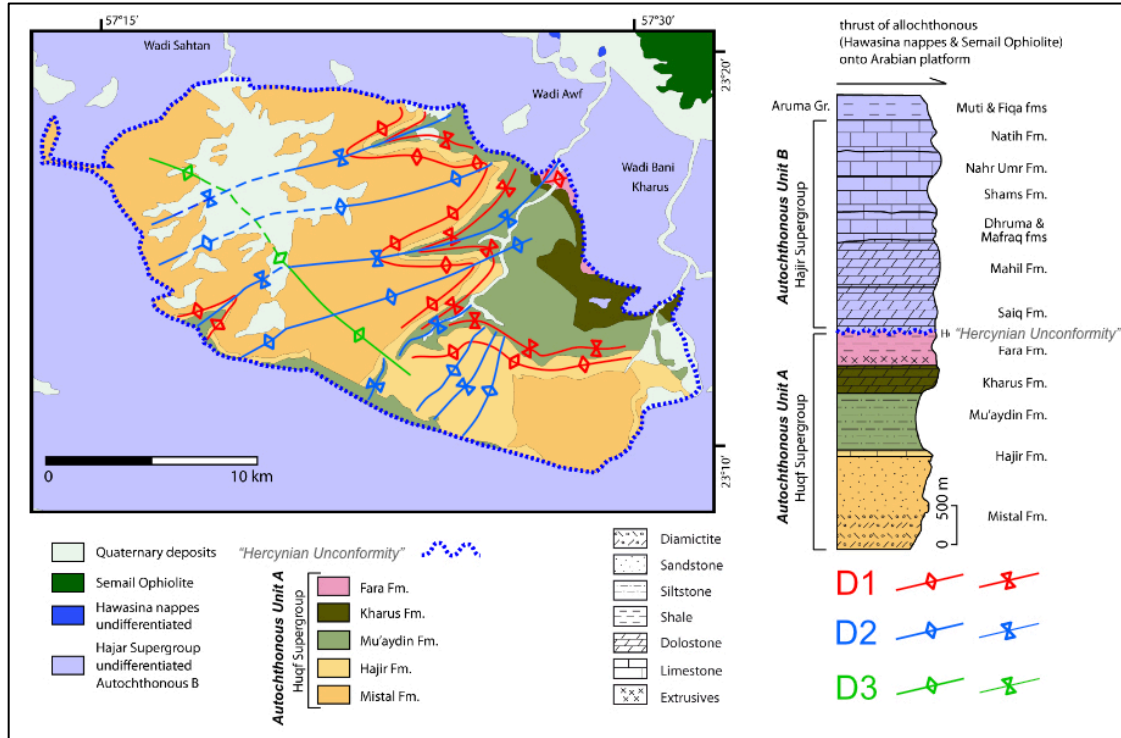 57°15'
57°30'
23°20'
23°10'
Wadi Sahtan
Wadi Awf
Wadi Bani
Kharus
0
10 km
thrust of allochthonous
(Hawasina nappes & Semail Ophiolite)
onto Arabian platform
Aruma Gr.
Autochthonous Unit B
Hajir Supergroup
Autochthonous Unit A
Huqf Supergroup
Muti & Fiqa fms
Natih Fm.
Nahr Umr Fm.
Shams Fm.
Dhruma &
Mafraq fms
Mahil Fm.
Saiq Fm.
"Hercynian Unconformity"
Fara Fm.
Kharus Fm.
Mu'aydin Fm.
Hajir Fm.
Mistal Fm.
500 m
0
Quaternary deposits
Semail Ophiolite
Hawasina nappes
undifferentiated
Hajar Supergroup
undifferentiated
Autochthonous B
"Hercynian Unconformity"
Autochthonous Unit A
Huqf Supergroup
Fara Fm.
Kharus Fm.
Mu'aydin Fm.
Hajir Fm.
Mistal Fm.
Diamictite
Sandstone
Siltstone
Shale
Dolostone
Limestone
Extrusives
D1
D2
D3